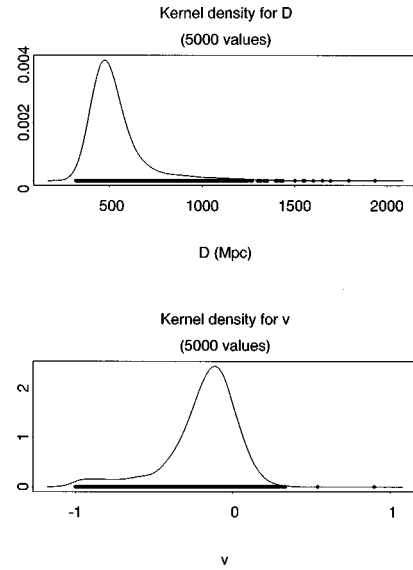 Kernel density for D
(5000 values)
0.004
0.002
0
500
1000
1500
2000
D (Mpc)
Kernel density for v
(5000 values)
2
1
0
-1
0
1
v